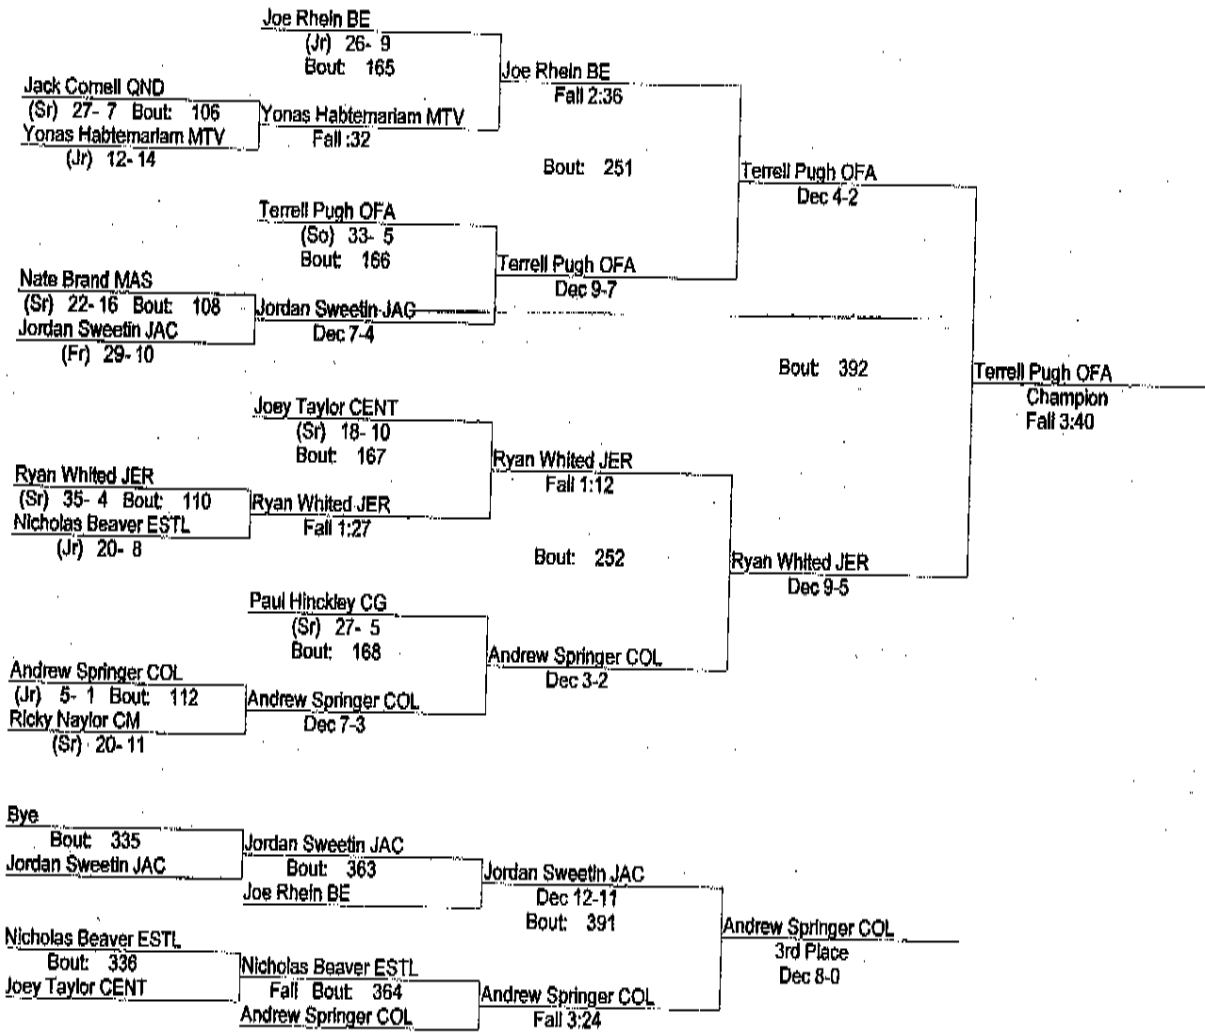 Joe Rhein BE
(Jr) 26- 9
Bout: 165
Joe Rhein BE
Fall 2:36
Jack Cornell QND
(Sr) 27- 7 Bout: 106
Yonas Habtemariam MTV
(Jr) 12- 14
Yonas Habtemariam MTV
Fall :32
Bout: 251
Terrell Pugh OFA
Dec 4-2
Terrell Pugh OFA
(So) 33- 5
Bout: 166
Terrell Pugh OFA
Dec 9-7
Nate Brand MAS
(Sr) 22- 16 Bout: 108
Jordan Sweetin JAC
(Fr) 29- 10
Jordan Sweetin JAC
Dec 7-4
Bout: 392
Terrell Pugh OFA
Champion
Fall 3:40
Joey Taylor CENT
(Sr) 18- 10
Bout: 167
Ryan Whited JER
Fall 1:12
Ryan Whited JER
(Sr) 35- 4 Bout: 110
Nicholas Beaver ESTL
(Jr) 20- 8
Ryan Whited JER
Fall 1:27
Bout: 252
Ryan Whited JER
Dec 9-5
Paul Hinckley CG
(Sr) 27- 5
Bout: 168
Andrew Springer COL
Dec 3-2
Andrew Springer COL
(Jr) 5- 1 Bout: 112
Ricky Naylor CM
(Sr) 20- 11
Andrew Springer COL
Dec 7-3
Bye
Bout: 335
Jordan Sweetin JAC
Jordan Sweetin JAC
Bout: 363
Joe Rhein BE
Jordan Sweetin JAC
Dec 12-11
Bout: 391
Andrew Springer COL
3rd Place
Dec 8-0
Nicholas Beaver ESTL
Bout: 336
Joey Taylor CENT
Nicholas Beaver ESTL
Fall Bout: 364
Andrew Springer COL
Andrew Springer COL
Fall 3:24